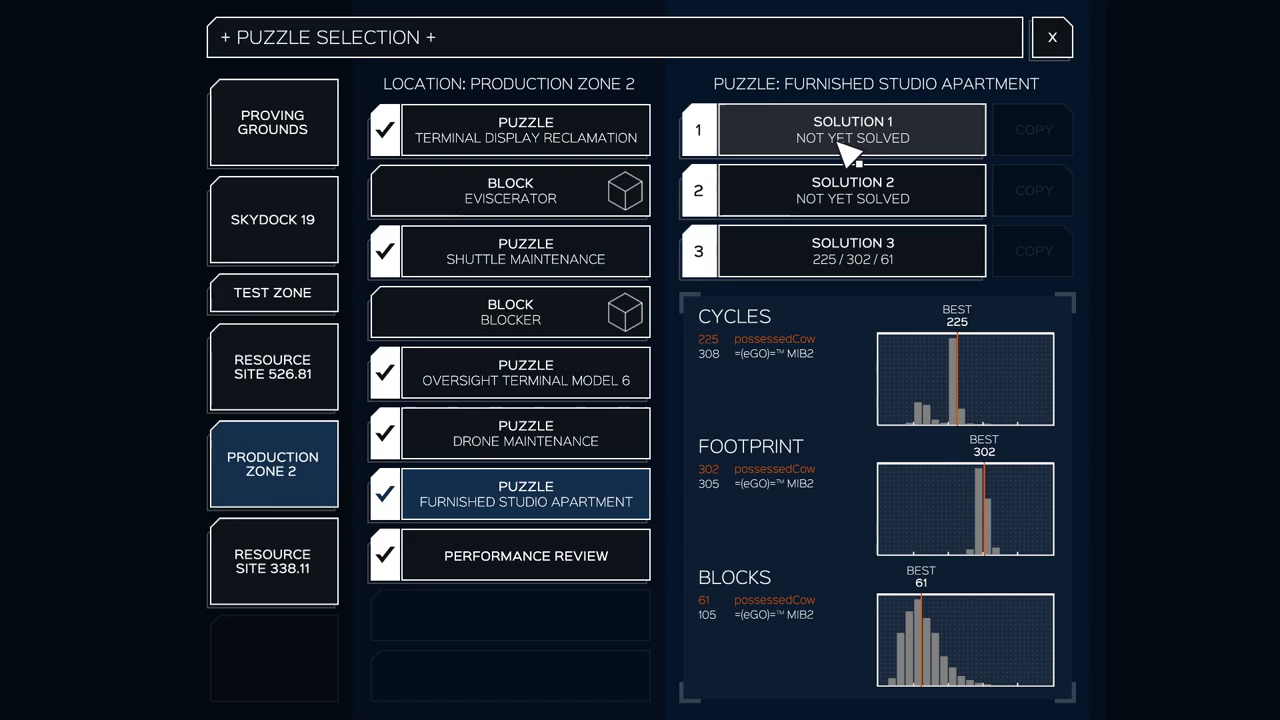 + PUZZLE SELECTION +
X
PROVING
GROUNDS
SKYDOCK 19
TEST ZONE
RESOURCE
SITE 526.81
PRODUCTION
ZONE 2
RESOURCE
SITE 338.11
LOCATION: PRODUCTION ZONE 2
PUZZLE
TERMINAL DISPLAY RECLAMATION
BLOCK
EVISCERATOR
PUZZLE
SHUTTLE MAINTENANCE
BLOCK
BLOCKER
PUZZLE
OVERSIGHT TERMINAL MODEL 6
PUZZLE
DRONE MAINTENANCE
PUZZLE
FURNISHED STUDIO APARTMENT
PERFORMANCE REVIEW
PUZZLE: FURNISHED STUDIO APARTMENT
1
SOLUTION 1
NOT YET SOLVED
COPY
2
SOLUTION 2
NOT YET SOLVED
COPY
3
SOLUTION 3
225 / 302 / 61
COPY
CYCLES
225 possessedCow
308 =(eGO)=™ MIB2
BEST
225
FOOTPRINT
302 possessedCow
305 =(eGO)=™ MIB2
BEST
302
BLOCKS
61 possessedCow
105 =(eGO)=™ MIB2
BEST
61